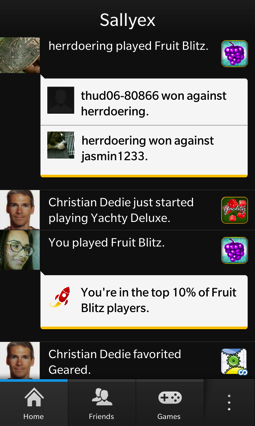 Sallyex
herrdoering played Fruit Blitz.
thud06-80866 won against
herrdoering.
herrdoering won against
jasmin1233.
Christian Dedie just started
playing Yachty Deluxe.
You played Fruit Blitz.
You're in the top 10% of Fruit
Blitz players.
Christian Dedie favorited
Geared.
Home
Friends
Games